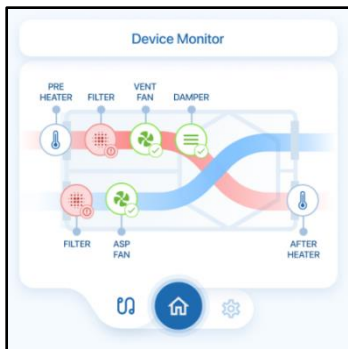 Device Monitor
PRE
HEATER
FILTER
VENT
FAN
DAMPER
FILTER
ASP
FAN
AFTER
HEATER